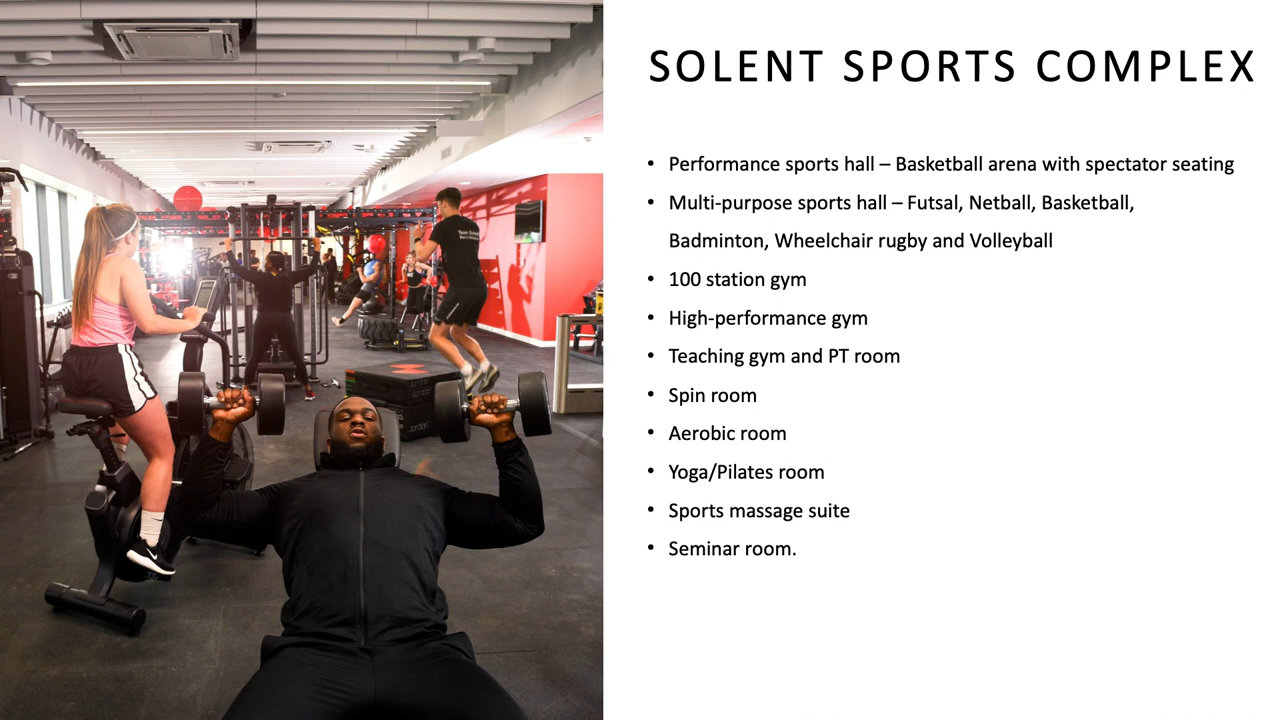 SOLENT SPORTS COMPLEX
• Performance sports hall – Basketball arena with spectator seating
• Multi-purpose sports hall – Futsal, Netball, Basketball,
Badminton, Wheelchair rugby and Volleyball
• 100 station gym
• High-performance gym
• Teaching gym and PT room
• Spin room
• Aerobic room
• Yoga/Pilates room
• Sports massage suite
• Seminar room.